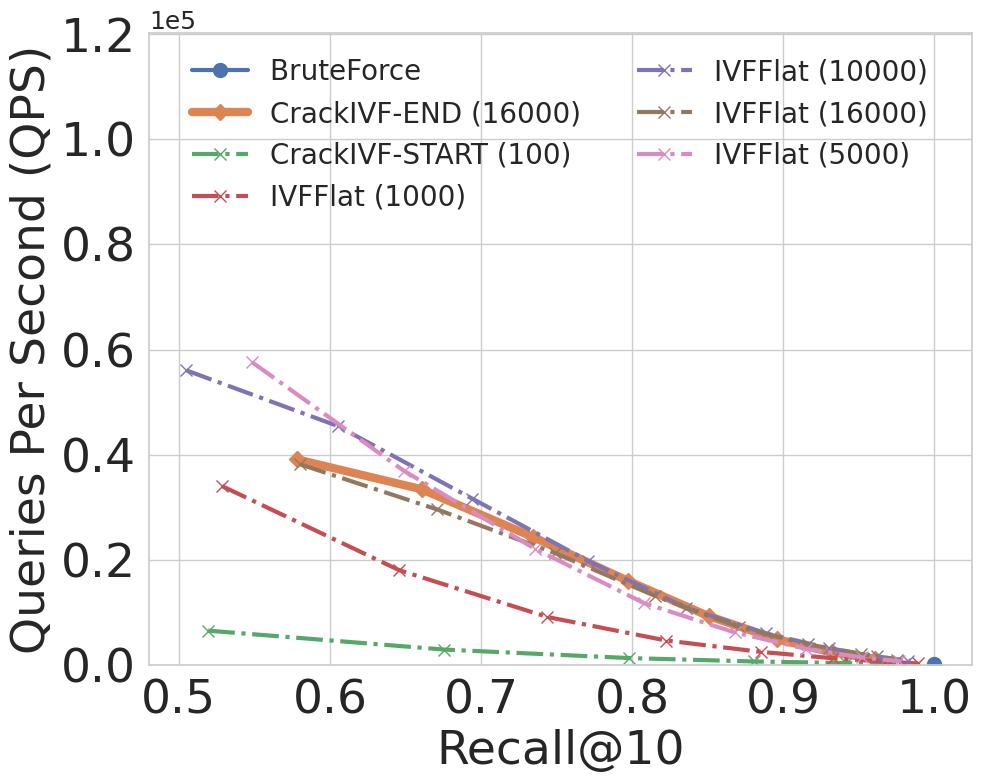 1e5
1.2
1.0
0.8
0.6
0.4
0.2
0.0
Queries Per Second (QPS)
BruteForce
CrackIVF-END (16000)
CrackIVF-START (100)
IVFFlat (1000)
IVFFlat (10000)
IVFFlat (16000)
IVFFlat (5000)
0.5 0.6 0.7 0.8 0.9 1.0
Recall@10